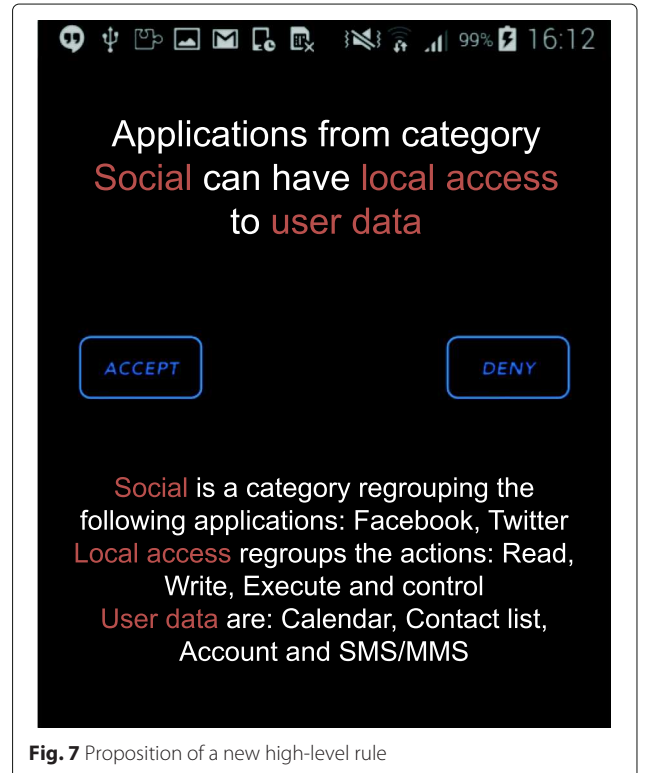 99% 16:12
Applications from category
Social can have local access
to user data
ACCEPT DENY
Social is a category regrouping the
following applications: Facebook, Twitter
Local access regroups the actions: Read,
Write, Execute and control
User data are: Calendar, Contact list,
Account and SMS/MMS
Fig. 7 Proposition of a new high-level rule